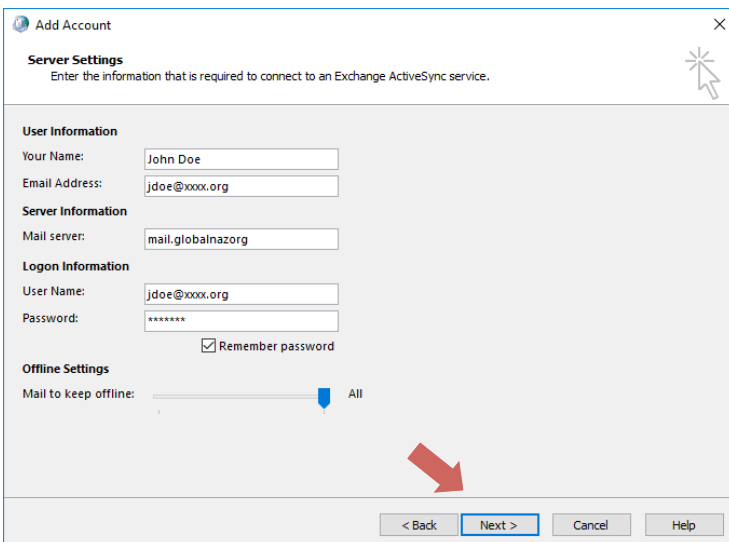 Add Account
Server Settings
Enter the information that is required to connect to an Exchange ActiveSync service.
User Information
Your Name: John Doe
Email Address: jdoe@xxxx.org
Server Information
Mail server: mail.globalnazorg
Logon Information
User Name: jdoe@xxxx.org
Password: *******
Remember password
Offline Settings
Mail to keep offline: All
< Back Next > Cancel Help